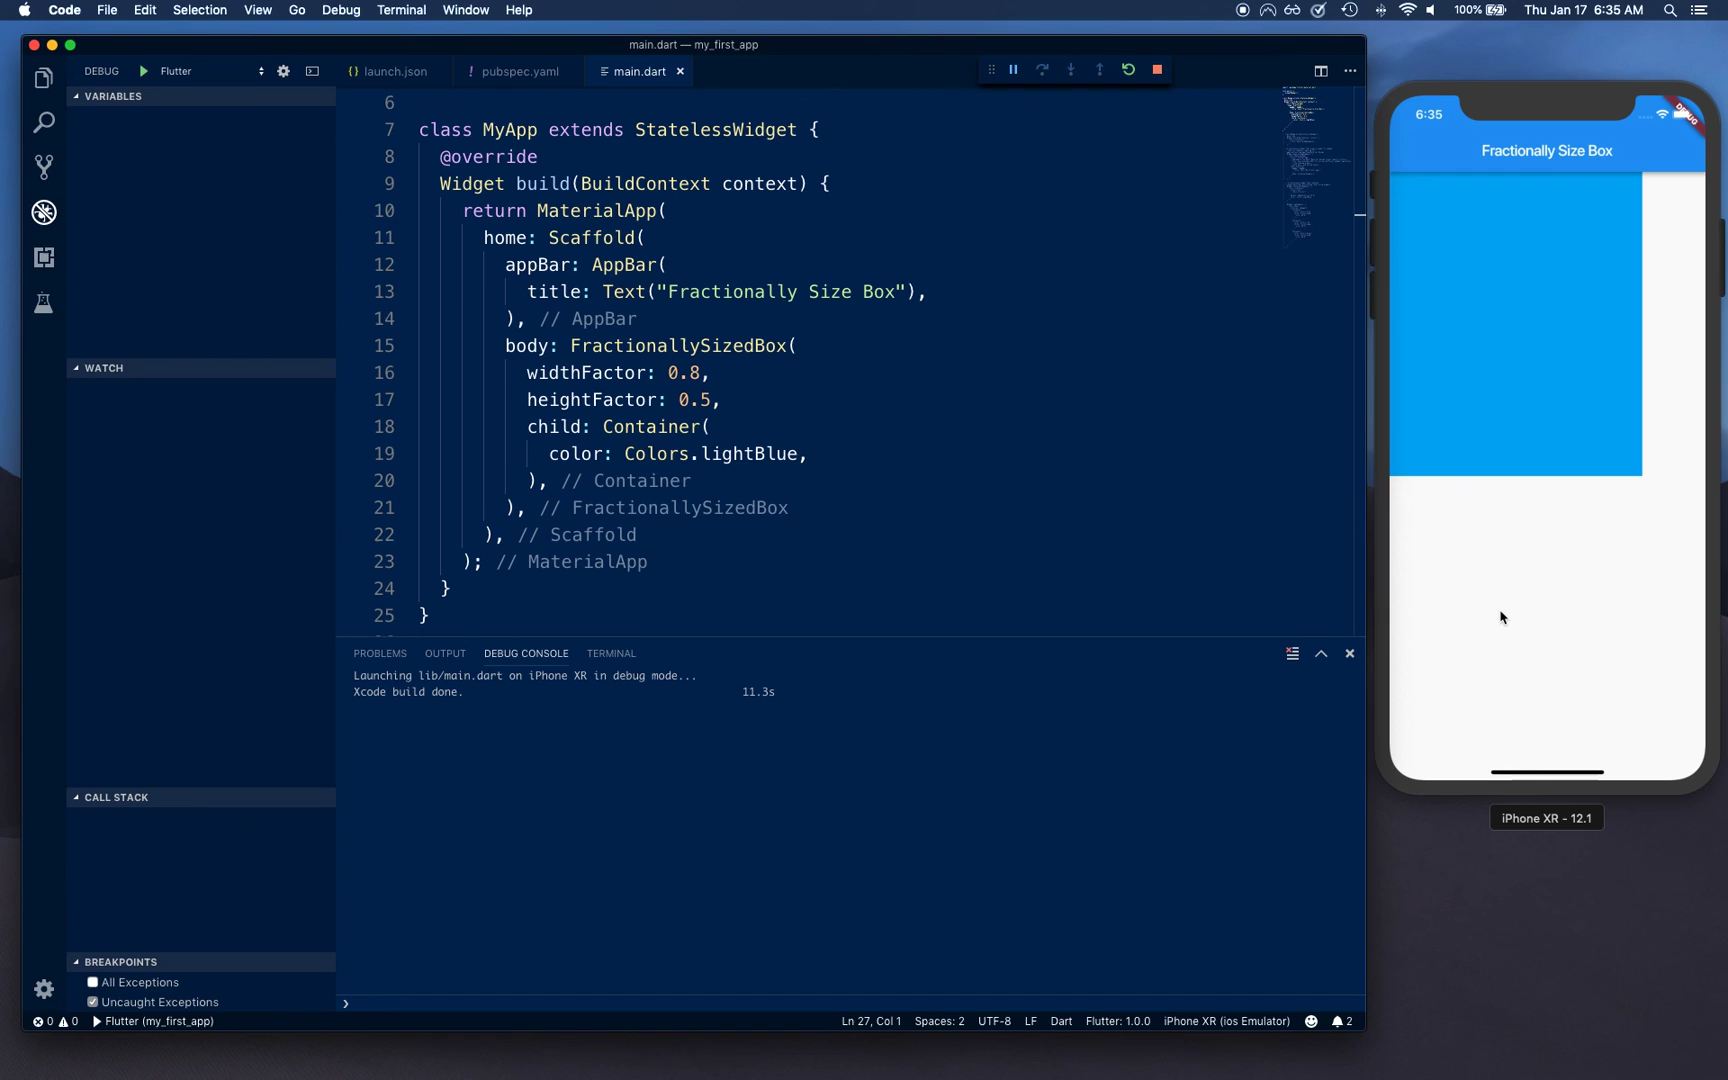 Code File Edit Selection View Go Debug Terminal Window Help 100% Thu Jan 17 6:35 AM
main.dart — my_first_app
DEBUG Flutter
{} launch.json
! pubspec.yaml
main.dart
VARIABLES
WATCH
CALL STACK
BREAKPOINTS
All Exceptions
Uncaught Exceptions
6
7 class MyApp extends StatelessWidget {
8 @override
9 Widget build(BuildContext context) {
10 return MaterialApp(
11 home: Scaffold(
12 appBar: AppBar(
13 title: Text("Fractionally Size Box"),
14 ), // AppBar
15 body: FractionallySizedBox(
16 widthFactor: 0.8,
17 heightFactor: 0.5,
18 child: Container(
19 color: Colors.lightBlue,
20 ), // Container
21 ), // FractionallySizedBox
22 ), // Scaffold
23 ); // MaterialApp
24 }
25 }
PROBLEMS OUTPUT DEBUG CONSOLE TERMINAL
Launching lib/main.dart on iPhone XR in debug mode...
Xcode build done. 11.3s
0 0 Flutter (my_first_app) Ln 27, Col 1 Spaces: 2 UTF-8 LF Dart Flutter: 1.0.0 iPhone XR (ios Emulator) 2
6:35
DEBUG
Fractionally Size Box
iPhone XR - 12.1